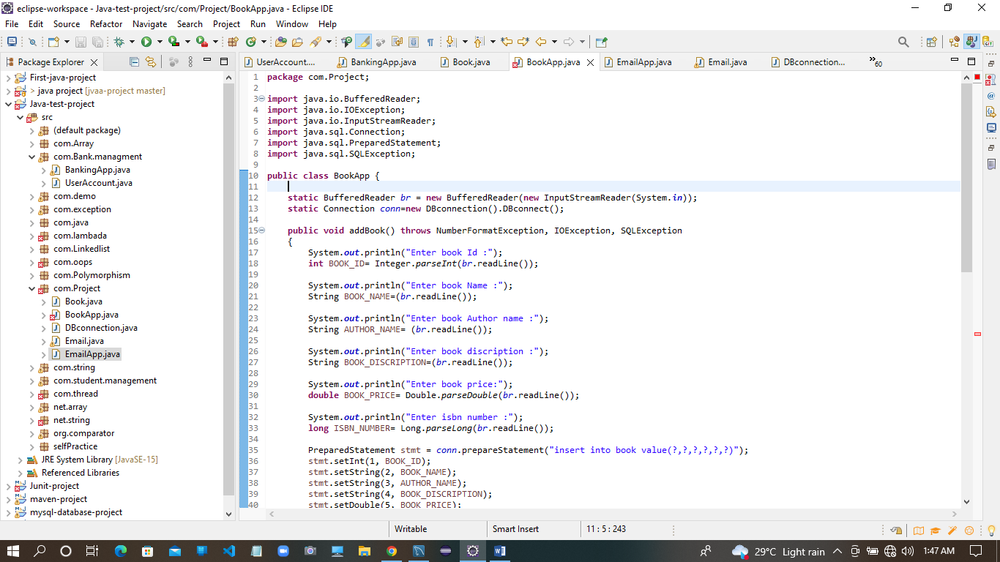 eclipse-workspace - Java-test-project/src/com/Project/BookApp.java - Eclipse IDE
File Edit Source Refactor Navigate Search Project Run Window Help
Package Explorer
UserAccount.... BankingApp.java Book.java BookApp.java EmailApp.java Email.java DBconnection... »60
First-java-project
> java project [jvaa-project master]
Java-test-project
src
(default package)
com.Array
com.Bank.managment
BankingApp.java
UserAccount.java
com.demo
com.exception
com.java
com.lambada
com.Linkedlist
com.oops
com.Polymorphism
com.Project
Book.java
BookApp.java
DBconnection.java
Email.java
EmailApp.java
com.string
com.student.management
com.thread
net.array
net.string
org.comparator
selfPractice
JRE System Library [JavaSE-15]
Referenced Libraries
Junit-project
maven-project
mysql-database-project
1 package com.Project;
2
3 import java.io.BufferedReader;
4 import java.io.IOException;
5 import java.io.InputStreamReader;
6 import java.sql.Connection;
7 import java.sql.PreparedStatement;
8 import java.sql.SQLException;
9
10 public class BookApp {
11
12 static BufferedReader br = new BufferedReader(new InputStreamReader(System.in));
13 static Connection conn=new DBconnection().DBconnect();
14
15 public void addBook() throws NumberFormatException, IOException, SQLException
16 {
17 System.out.println("Enter book Id :");
18 int BOOK_ID= Integer.parseInt(br.readLine());
19
20 System.out.println("Enter book Name :");
21 String BOOK_NAME=(br.readLine());
22
23 System.out.println("Enter book Author name :");
24 String AUTHOR_NAME= (br.readLine());
25
26 System.out.println("Enter book discription :");
27 String BOOK_DISCRIPTION=(br.readLine());
28
29 System.out.println("Enter book price:");
30 double BOOK_PRICE= Double.parseDouble(br.readLine());
31
32 System.out.println("Enter isbn number :");
33 long ISBN_NUMBER= Long.parseLong(br.readLine());
34
35 PreparedStatement stmt = conn.prepareStatement("insert into book value(?,?,?,?,?,?)");
36 stmt.setInt(1, BOOK_ID);
37 stmt.setString(2, BOOK_NAME);
38 stmt.setString(3, AUTHOR_NAME);
39 stmt.setString(4, BOOK_DISCRIPTION);
40 stmt.setDouble(5, BOOK_PRICE);
Writable Smart Insert 11 : 5 : 243
29°C Light rain 1:47 AM